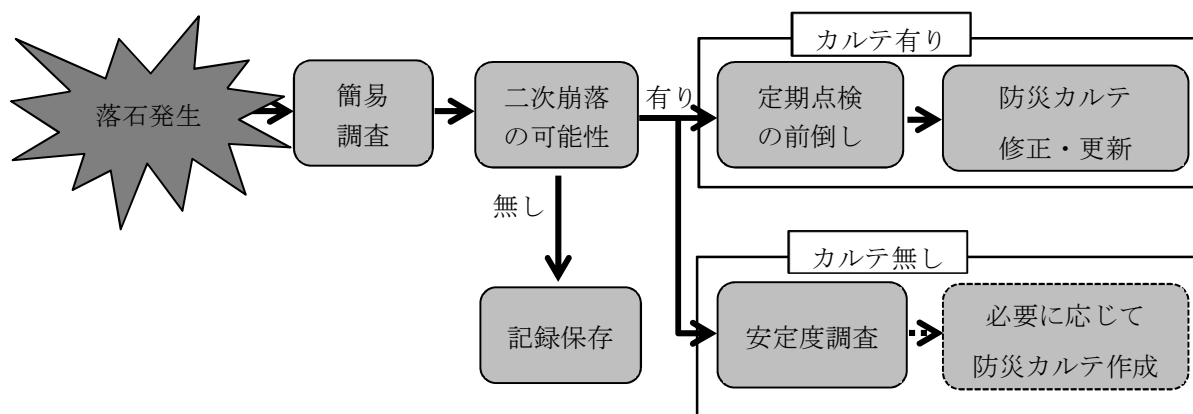 落石発生
簡易
調査
二次崩落
の可能性
有り
無し
記録保存
カルテ有り
定期点検
の前倒し
防災カルテ
修正・更新
カルテ無し
安定度調査
必要に応じて
防災カルテ作成